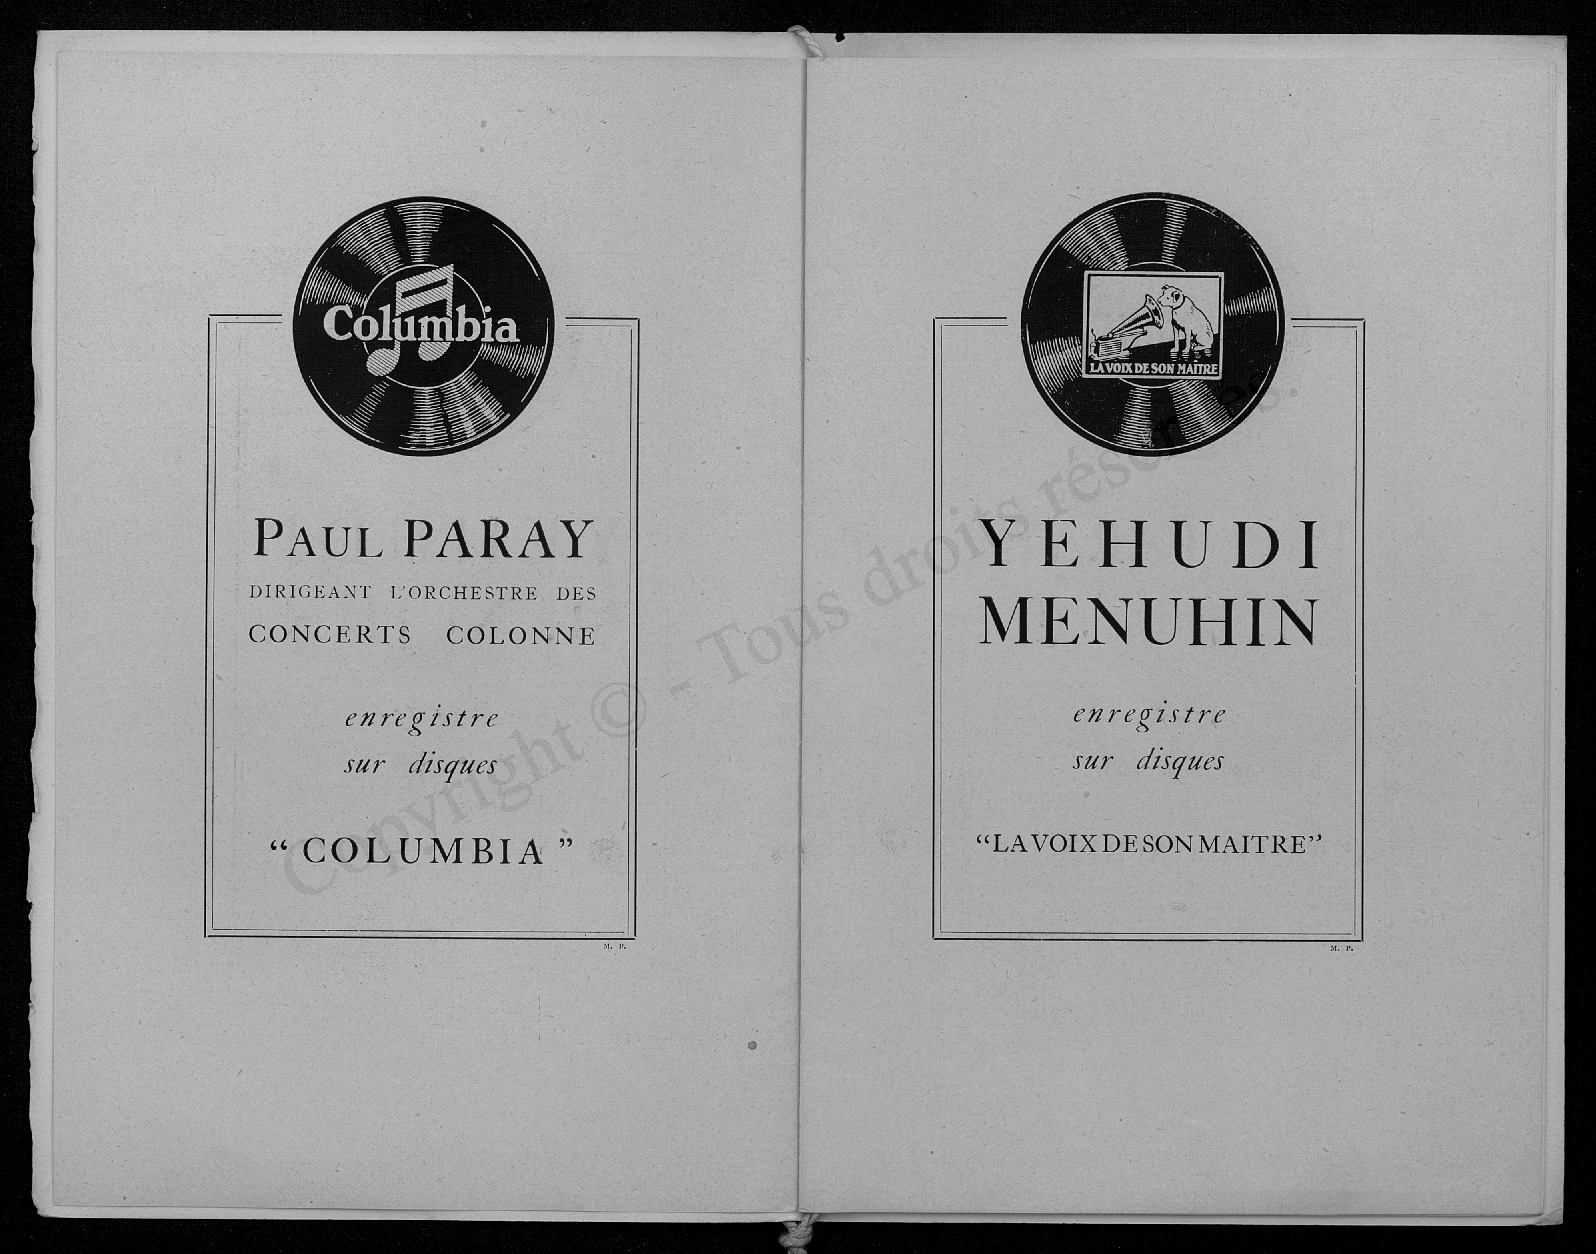 Columbia
PAUL PARAY
DIRIGEANT L'ORCHESTRE DES
CONCERTS COLONNE
enregistre
sur disques
“COLUMBIA”
M. P.
LA VOIX DE SON MAITRE
YEHUDI
MENUHIN
enregistre
sur disques
“LA VOIX DE SON MAITRE”
M. P.
Copyright © - Tous droits réservés.